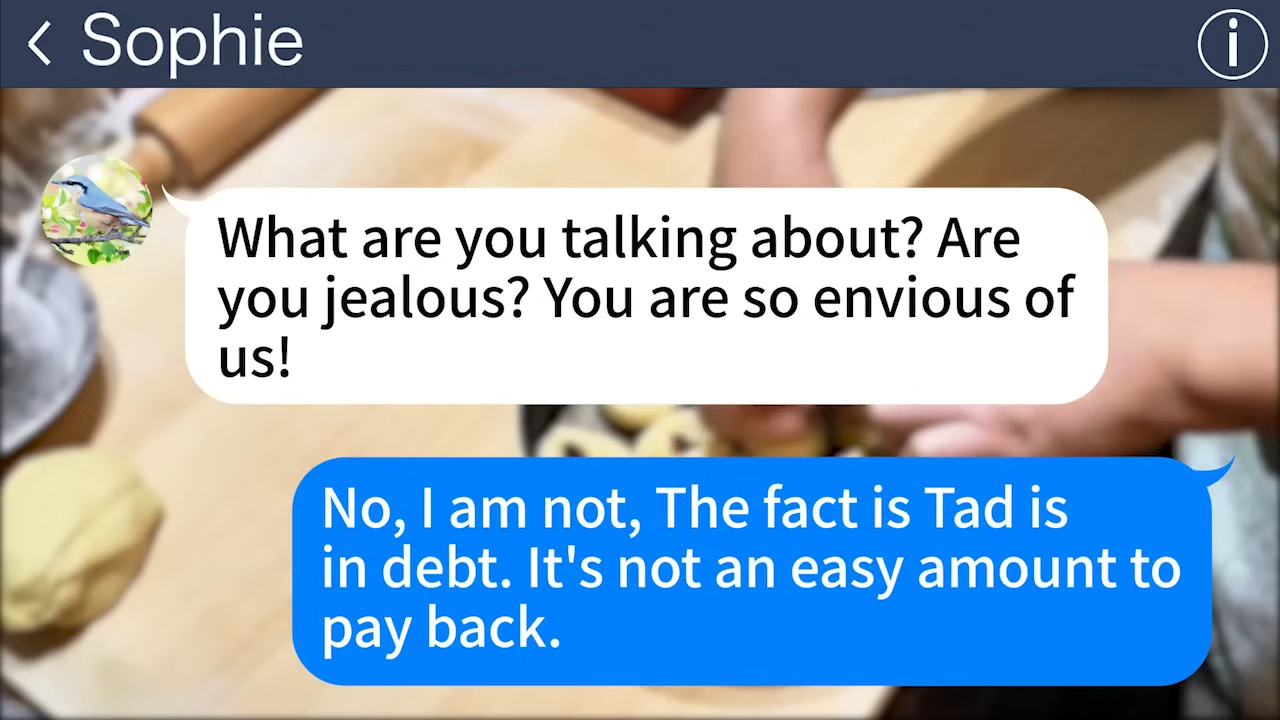 Sophie
What are you talking about? Are
you jealous? You are so envious of
us!
No, I am not, The fact is Tad is
in debt. It's not an easy amount to
pay back.